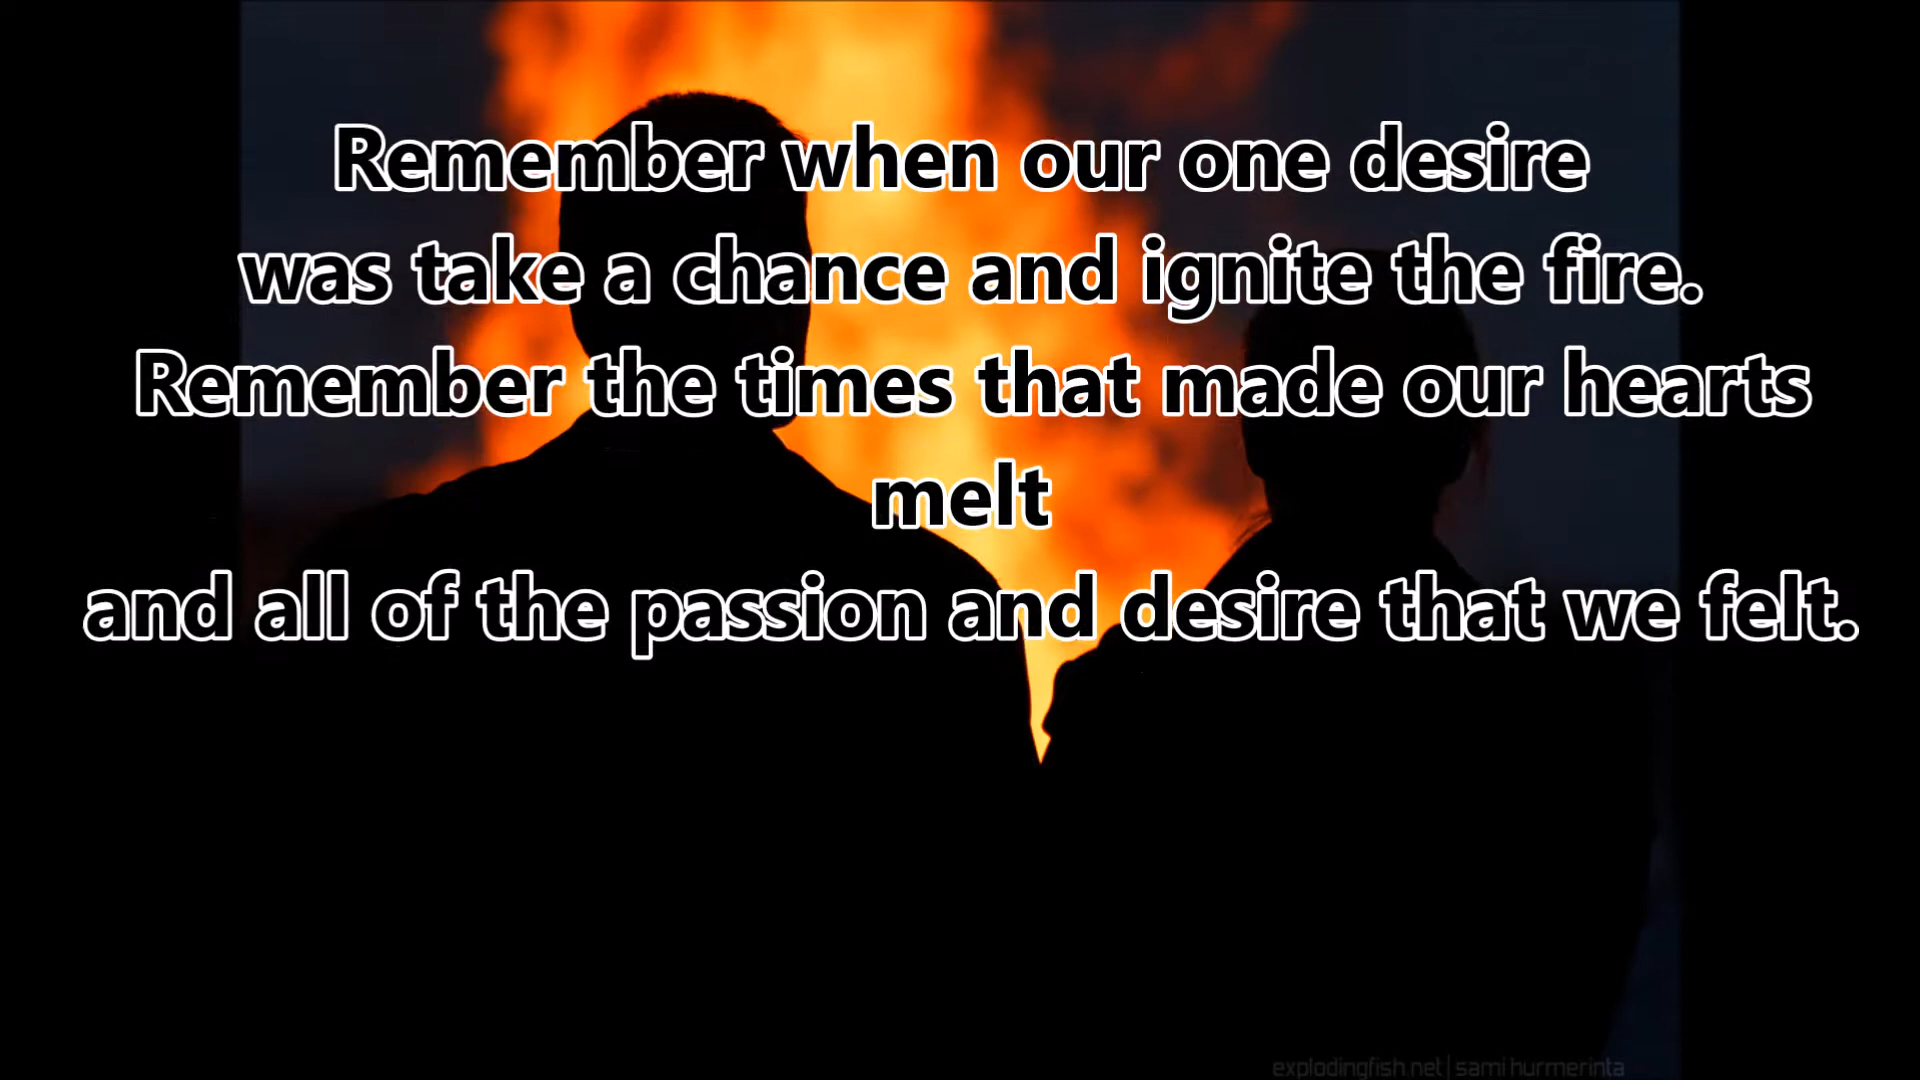 Remember when our one desire
was take a chance and ignite the fire.
Remember the times that made our hearts
melt
and all of the passion and desire that we felt.
explodingfish.net | sami hurmerinta